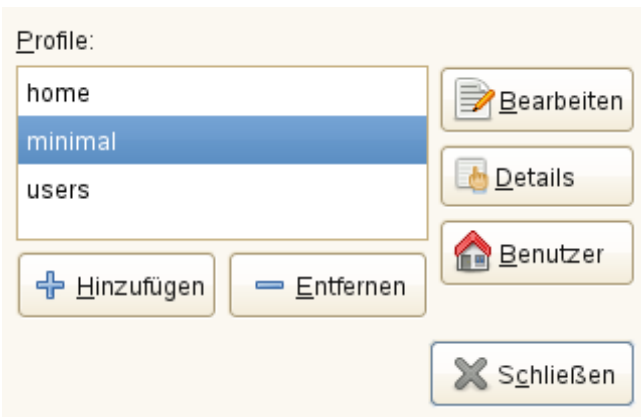 Profile:
home
minimal
users
Bearbeiten
Details
Benutzer
Hinzufügen
Entfernen
Schließen